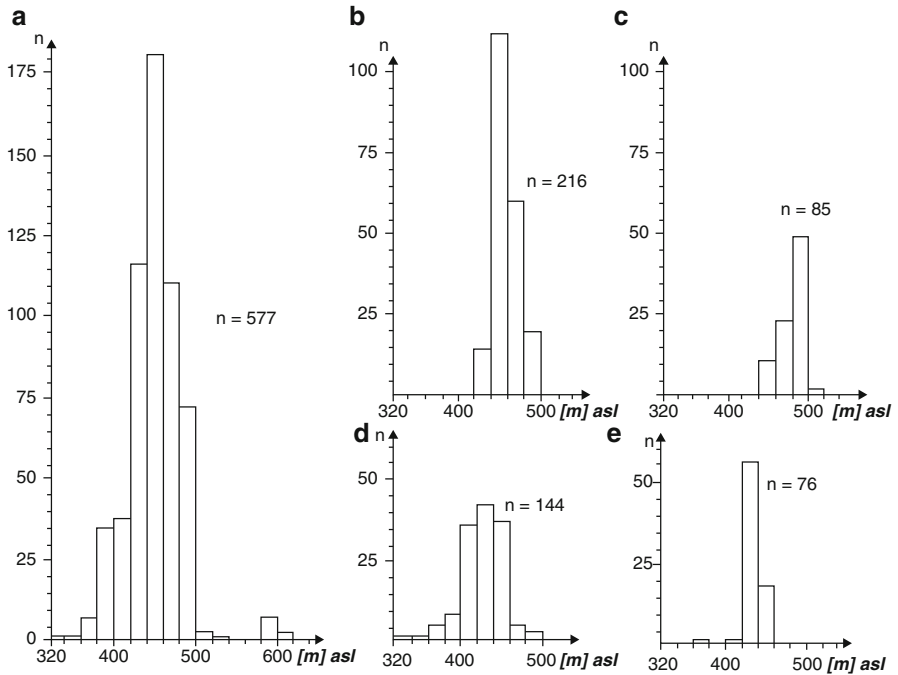 a
n
175
150
125
100
75
50
25
0
n = 577
320 400 500 600 [m] asl
b
n
100
75
50
25
n = 216
320 400 500 [m] asl
c
n
100
75
50
25
n = 85
320 400 500 [m] asl
d
n
50
25
n = 144
320 400 500 [m] asl
e
n
50
25
n = 76
320 400 500 [m] asl